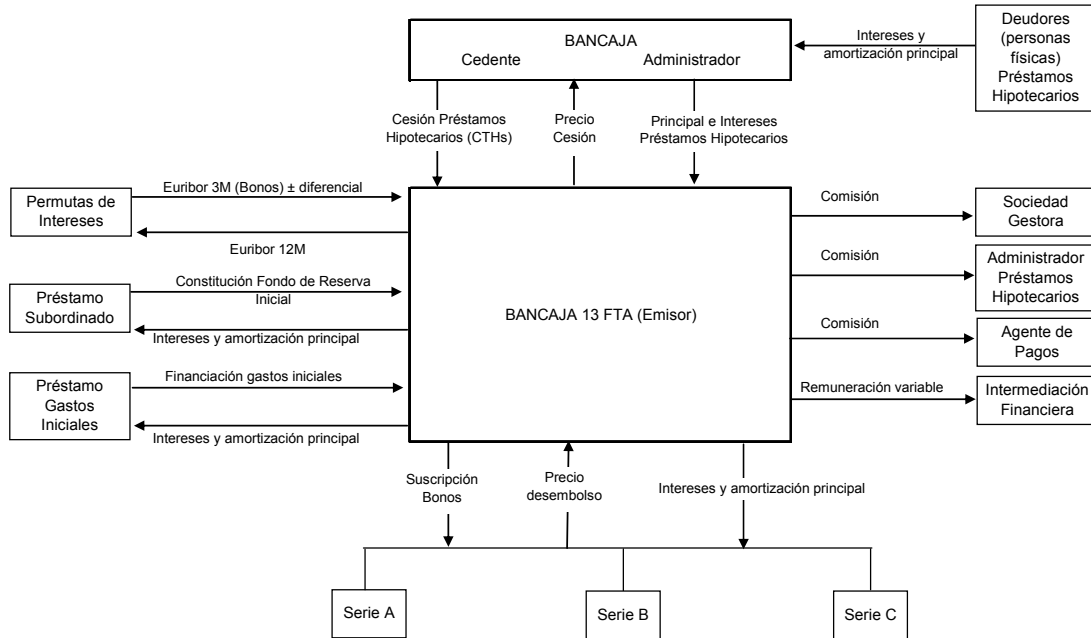 BANCAJA
Cedente
Administrador
Intereses y
amortización principal
Deudores
(personas
físicas)
Préstamos
Hipotecarios
Cesión Préstamos
Hipotecarios (CTHs)
Precio
Cesión
Principal e Intereses
Préstamos Hipotecarios
Permutas de
Intereses
Euribor 3M (Bonos) ± diferencial
Euribor 12M
Préstamo
Subordinado
Constitución Fondo de Reserva
Inicial
Intereses y amortización principal
Préstamo
Gastos
Iniciales
Financiación gastos iniciales
Intereses y amortización principal
BANCAJA 13 FTA (Emisor)
Comisión
Sociedad
Gestora
Comisión
Administrador
Préstamos
Hipotecarios
Comisión
Agente de
Pagos
Remuneración variable
Intermediación
Financiera
Suscripción
Bonos
Precio
desembolso
Intereses y amortización principal
Serie A
Serie B
Serie C